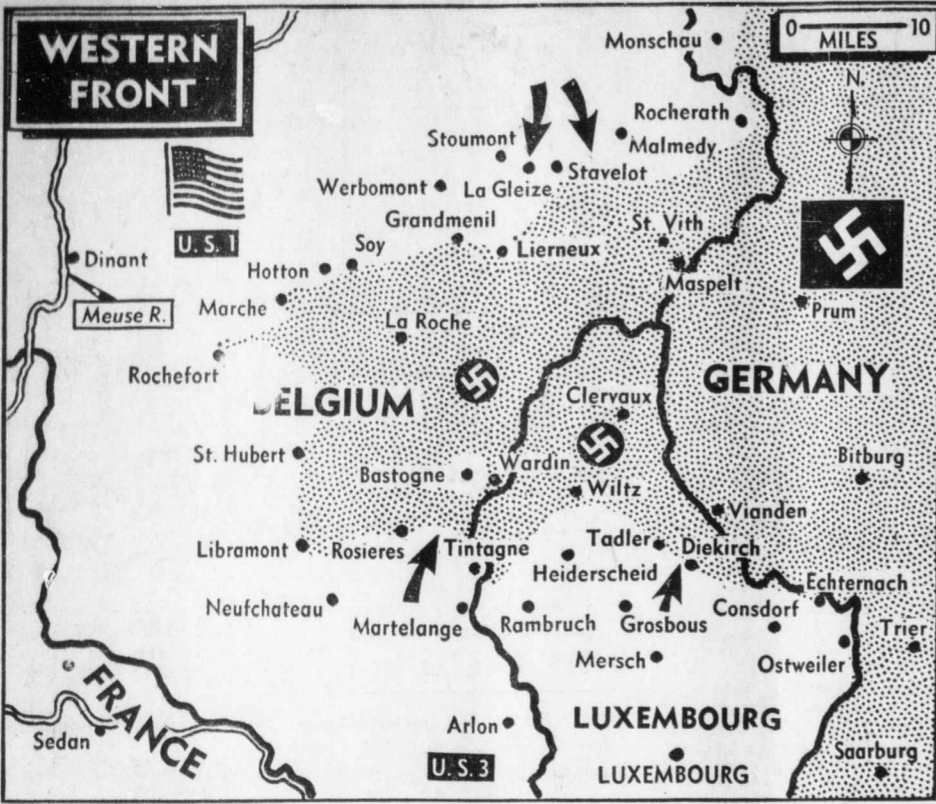 WESTERN
FRONT
0 10
MILES
N
Monschau
Rocherath
Malmedy
Stoumont
Stavelot
La Gleize
Werbomont
Grandmenil
St. Vith
U.S.1
Soy
Lierneux
Dinant
Hotton
Maspelt
Meuse R.
Marche
Prum
La Roche
Rochefort
GERMANY
BELGIUM
Clervaux
St. Hubert
Bitburg
Bastogne
Wardin
Wiltz
Vianden
Libramont
Rosieres
Tintagne
Tadler
Diekirch
Heiderscheid
Echternach
Neufchateau
Martelange
Rambruch
Grosbous
Consdorf
Trier
Mersch
Ostweiler
FRANCE
LUXEMBOURG
Arlon
Sedan
Saarburg
U.S.3
LUXEMBOURG